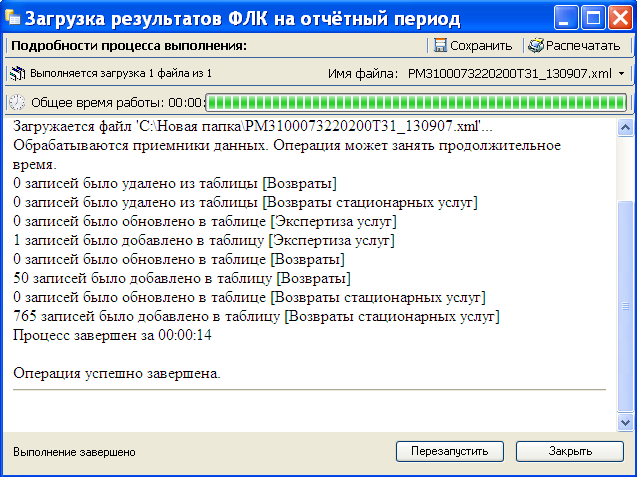 Загрузка результатов ФЛК на отчётный период
Подробности процесса выполнения:
Сохранить
Распечатать
Выполняется загрузка 1 файла из 1
Имя файла: PM3100073220200T31_130907.xml
Общее время работы: 00:00:
Загружается файл 'C:\Новая папка\PM3100073220200T31_130907.xml'...
Обрабатываются приемники данных. Операция может занять продолжительное
время.
0 записей было удалено из таблицы [Возвраты]
0 записей было удалено из таблицы [Возвраты стационарных услуг]
0 записей было обновлено в таблице [Экспертиза услуг]
1 записей было добавлено в таблицу [Экспертиза услуг]
0 записей было обновлено в таблице [Возвраты]
50 записей было добавлено в таблицу [Возвраты]
0 записей было обновлено в таблице [Возвраты стационарных услуг]
765 записей было добавлено в таблицу [Возвраты стационарных услуг]
Процесс завершен за 00:00:14
Операция успешно завершена.
Выполнение завершено
Перезапустить
Закрыть